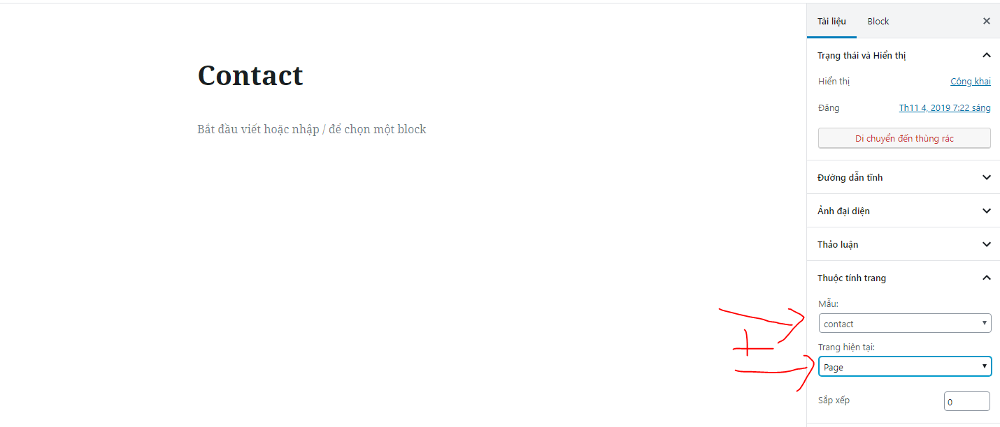 Tài liệu Block ×
Contact
Bắt đầu viết hoặc nhập / để chọn một block
Trạng thái và Hiển thị
Hiển thị Công khai
Đăng Th11 4, 2019 7:22 sáng
Di chuyển đến thùng rác
Đường dẫn tĩnh
Ảnh đại diện
Thảo luận
Thuộc tính trang
Mẫu:
contact
Trang hiện tại:
Page
Sắp xếp 0